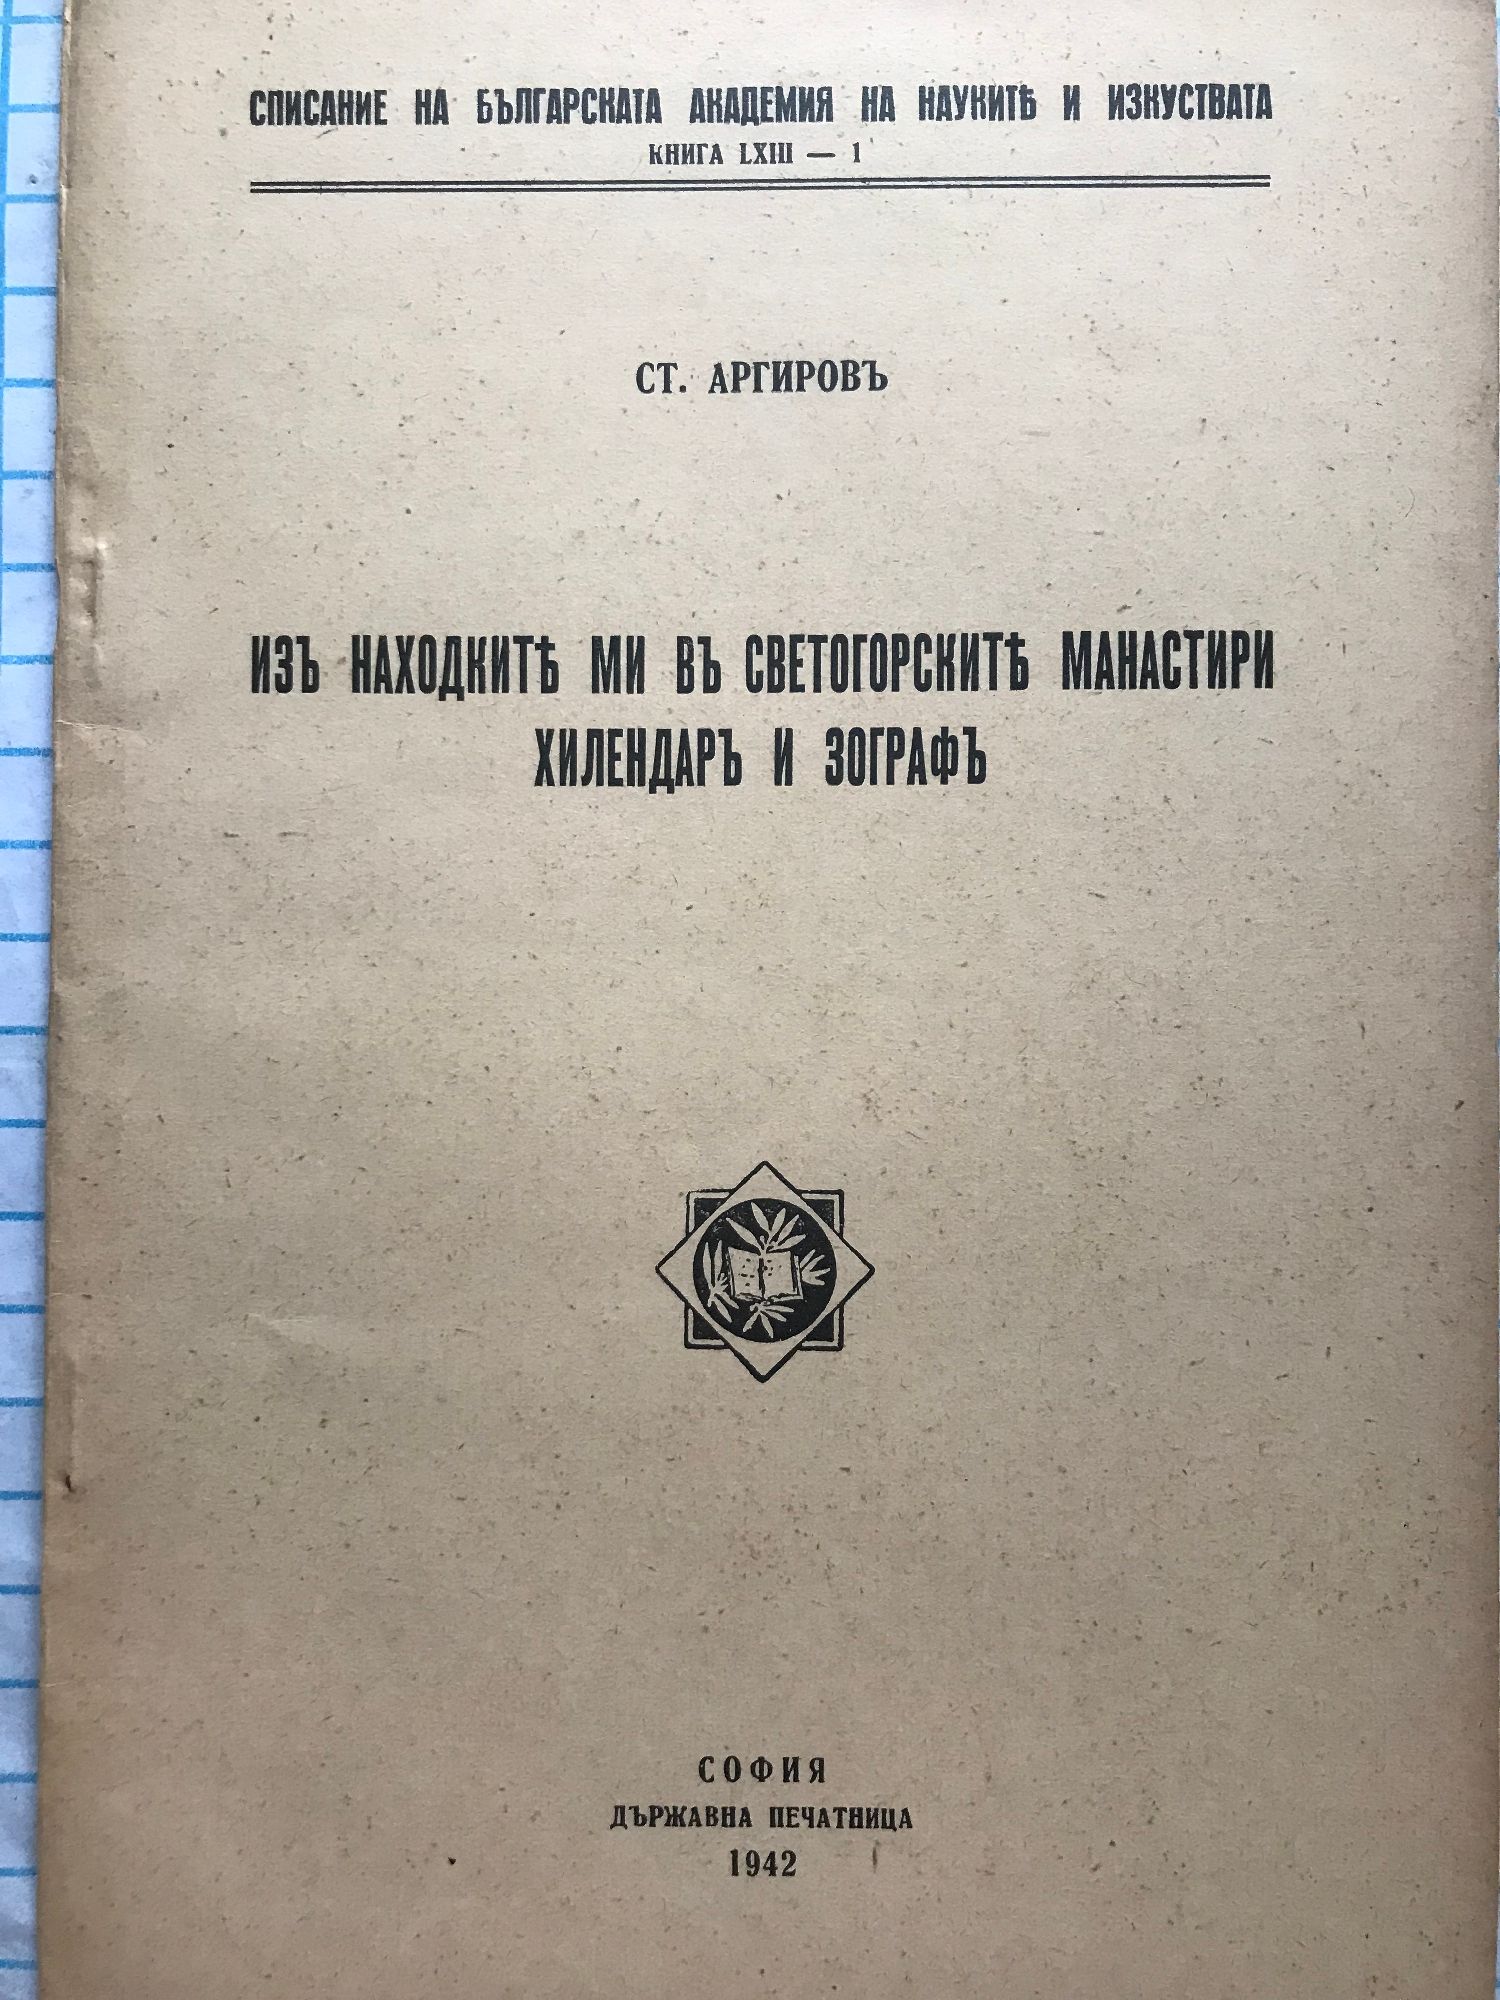 СПИСАНИЕ НА БЪЛГАРСКАТА АКАДЕМИЯ НА НАУКИТѢ И ИЗКУСТВАТА
КНИГА LXIII — 1
СТ. АРГИРОВЪ
ИЗЪ НАХОДКИТѢ МИ ВЪ СВЕТОГОРСКИТѢ МАНАСТИРИ
ХИЛЕНДАРЪ И ЗОГРАФЪ
СОФИЯ
ДЪРЖАВНА ПЕЧАТНИЦА
1942